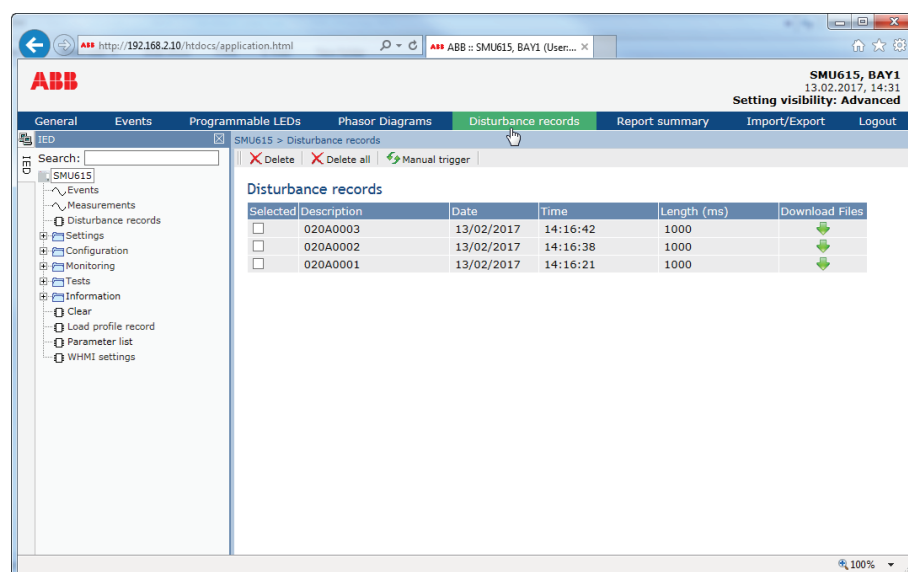 ABB http://192.168.2.10/htdocs/application.html
ABB ABB :: SMU615, BAY1 (User:...
ABB
SMU615, BAY1
13.02.2017, 14:31
Setting visibility: Advanced
General Events Programmable LEDs Phasor Diagrams Disturbance records Report summary Import/Export Logout
IED
IED
Search:
SMU615
Events
Measurements
Disturbance records
Settings
Configuration
Monitoring
Tests
Information
Clear
Load profile record
Parameter list
WHMI settings
SMU615 > Disturbance records
Delete Delete all Manual trigger
Disturbance records
Selected Description Date Time Length (ms) Download Files
020A0003 13/02/2017 14:16:42 1000
020A0002 13/02/2017 14:16:38 1000
020A0001 13/02/2017 14:16:21 1000
100%